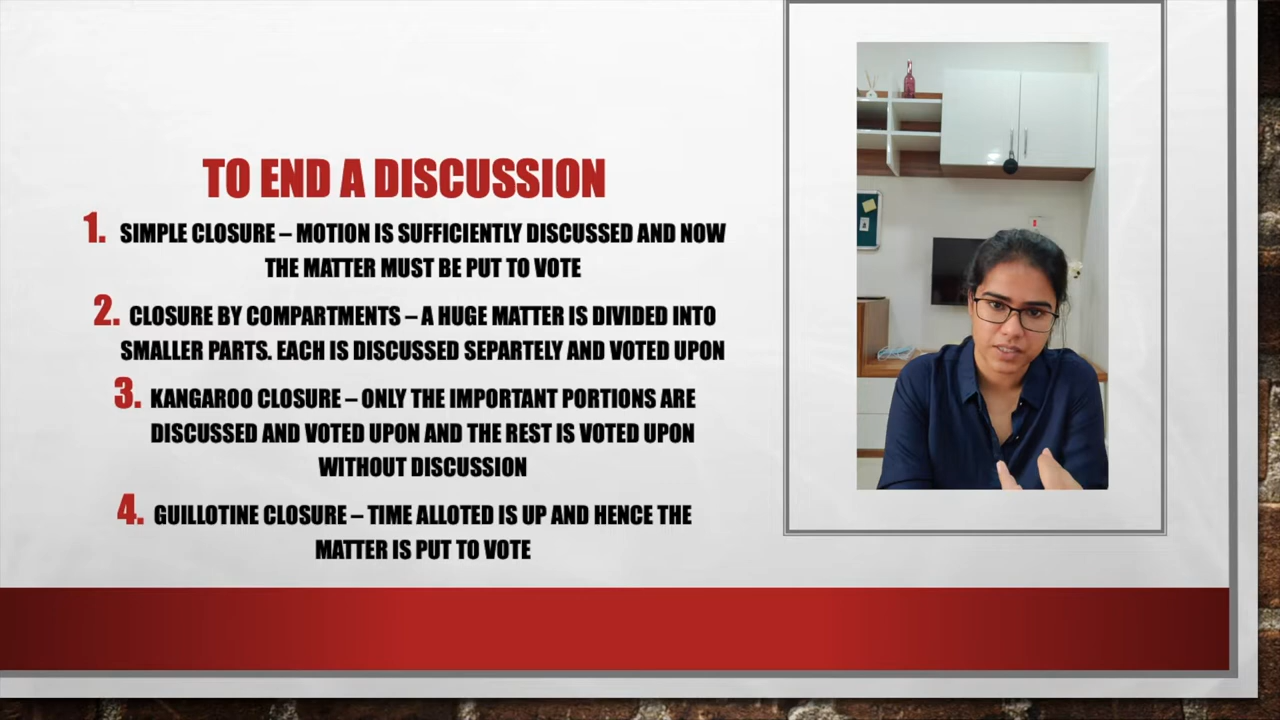 TO END A DISCUSSION
1. SIMPLE CLOSURE – MOTION IS SUFFICIENTLY DISCUSSED AND NOW
THE MATTER MUST BE PUT TO VOTE
2. CLOSURE BY COMPARTMENTS – A HUGE MATTER IS DIVIDED INTO
SMALLER PARTS. EACH IS DISCUSSED SEPARTELY AND VOTED UPON
3. KANGAROO CLOSURE – ONLY THE IMPORTANT PORTIONS ARE
DISCUSSED AND VOTED UPON AND THE REST IS VOTED UPON
WITHOUT DISCUSSION
4. GUILLOTINE CLOSURE – TIME ALLOTED IS UP AND HENCE THE
MATTER IS PUT TO VOTE